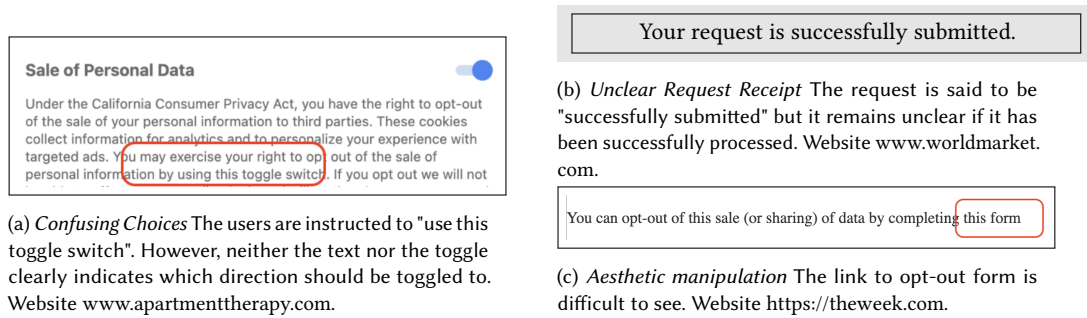 Sale of Personal Data
Under the California Consumer Privacy Act, you have the right to opt-out
of the sale of your personal information to third parties. These cookies
collect information for analytics and to personalize your experience with
targeted ads. You may exercise your right to opt out of the sale of
personal information by using this toggle switch. If you opt out we will not
(a) Confusing Choices The users are instructed to "use this
toggle switch". However, neither the text nor the toggle
clearly indicates which direction should be toggled to.
Website www.apartmenttherapy.com.
Your request is successfully submitted.
(b) Unclear Request Receipt The request is said to be
"successfully submitted" but it remains unclear if it has
been successfully processed. Website www.worldmarket.
com.
You can opt-out of this sale (or sharing) of data by completing this form
(c) Aesthetic manipulation The link to opt-out form is
difficult to see. Website https://theweek.com.